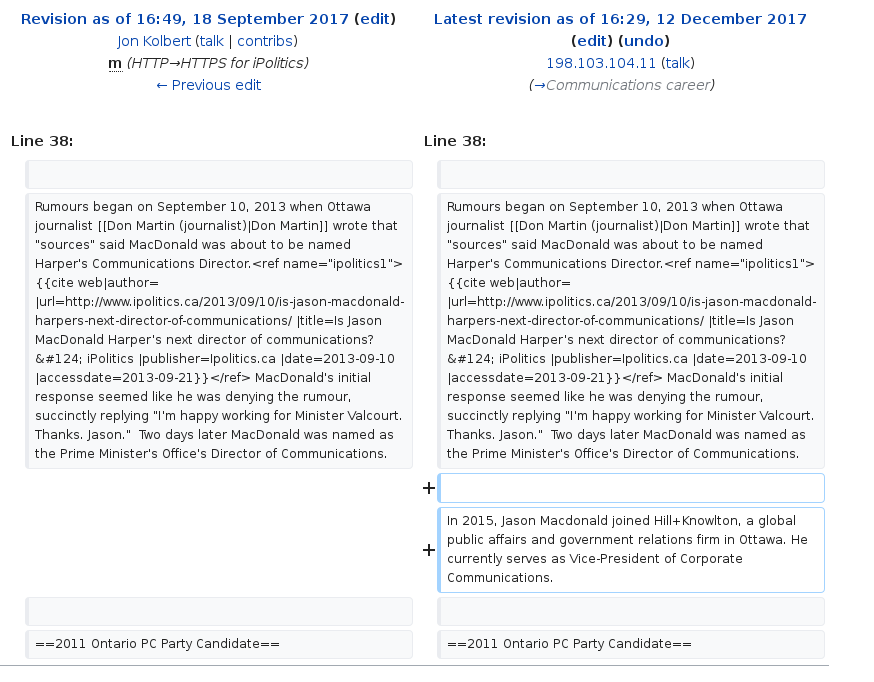 Revision as of 16:49, 18 September 2017 (edit)
Jon Kolbert (talk | contribs)
m (HTTP→HTTPS for iPolitics)
← Previous edit
Latest revision as of 16:29, 12 December 2017
(edit) (undo)
198.103.104.11 (talk)
(→Communications career)
Line 38:
Line 38:
Rumours began on September 10, 2013 when Ottawa
journalist [[Don Martin (journalist)|Don Martin]] wrote that
"sources" said MacDonald was about to be named
Harper's Communications Director.<ref name="ipolitics1">
{{cite web|author=
|url=http://www.ipolitics.ca/2013/09/10/is-jason-macdonald-
harpers-next-director-of-communications/ |title=Is Jason
MacDonald Harper's next director of communications?
&#124; iPolitics |publisher=Ipolitics.ca |date=2013-09-10
|accessdate=2013-09-21}}</ref> MacDonald's initial
response seemed like he was denying the rumour,
succinctly replying "I'm happy working for Minister Valcourt.
Thanks. Jason."  Two days later MacDonald was named as
the Prime Minister's Office's Director of Communications.
Rumours began on September 10, 2013 when Ottawa
journalist [[Don Martin (journalist)|Don Martin]] wrote that
"sources" said MacDonald was about to be named
Harper's Communications Director.<ref name="ipolitics1">
{{cite web|author=
|url=http://www.ipolitics.ca/2013/09/10/is-jason-macdonald-
harpers-next-director-of-communications/ |title=Is Jason
MacDonald Harper's next director of communications?
&#124; iPolitics |publisher=Ipolitics.ca |date=2013-09-10
|accessdate=2013-09-21}}</ref> MacDonald's initial
response seemed like he was denying the rumour,
succinctly replying "I'm happy working for Minister Valcourt.
Thanks. Jason."  Two days later MacDonald was named as
the Prime Minister's Office's Director of Communications.
+
+
In 2015, Jason Macdonald joined Hill+Knowlton, a global
public affairs and government relations firm in Ottawa. He
currently serves as Vice-President of Corporate
Communications.
==2011 Ontario PC Party Candidate==
==2011 Ontario PC Party Candidate==